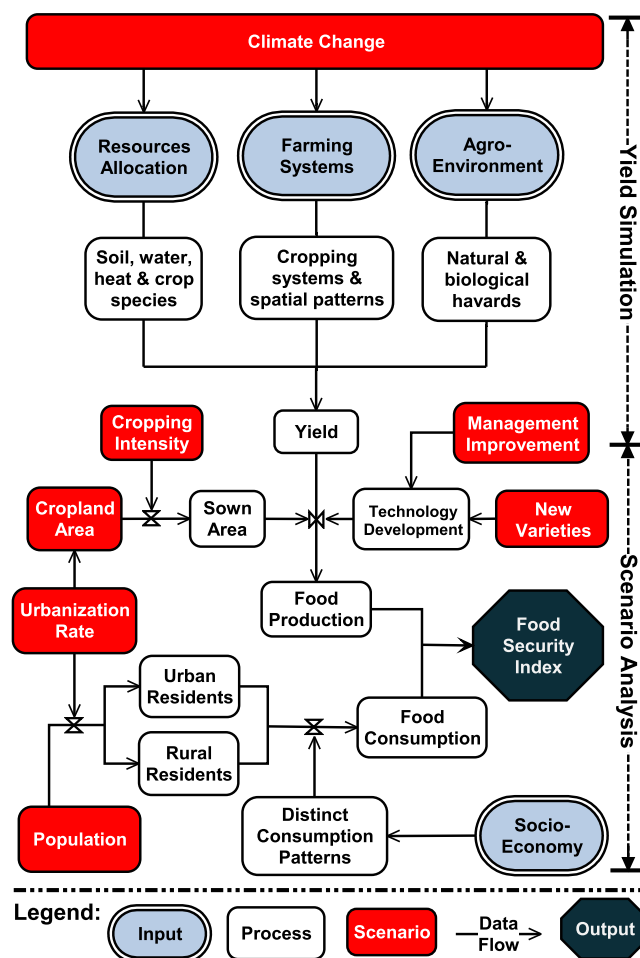 Climate Change
Resources
Allocation
Farming
Systems
Agro-
Environment
Soil, water,
heat & crop
species
Cropping
systems &
spatial patterns
Natural &
biological
havards
Yield Simulation
Cropping
Intensity
Yield
Management
Improvement
Cropland
Area
Sown
Area
Technology
Development
New
Varieties
Urbanization
Rate
Food
Production
Food
Security
Index
Scenario Analysis
Urban
Residents
Rural
Residents
Food
Consumption
Population
Distinct
Consumption
Patterns
Socio-
Economy
Legend:
Input
Process
Scenario
Data
Flow
Output